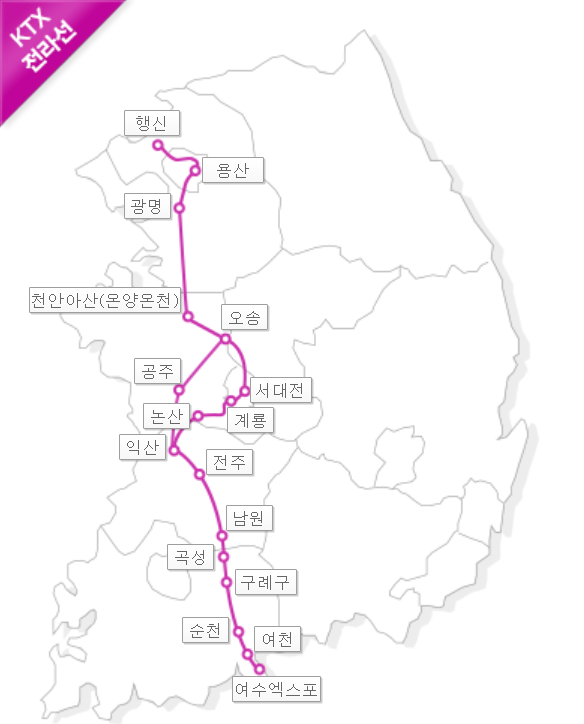 KTX
전라선
행신
용산
광명
천안아산(온양온천)
오송
공주
서대전
논산
계룡
익산
전주
남원
곡성
구례구
순천
여천
여수엑스포